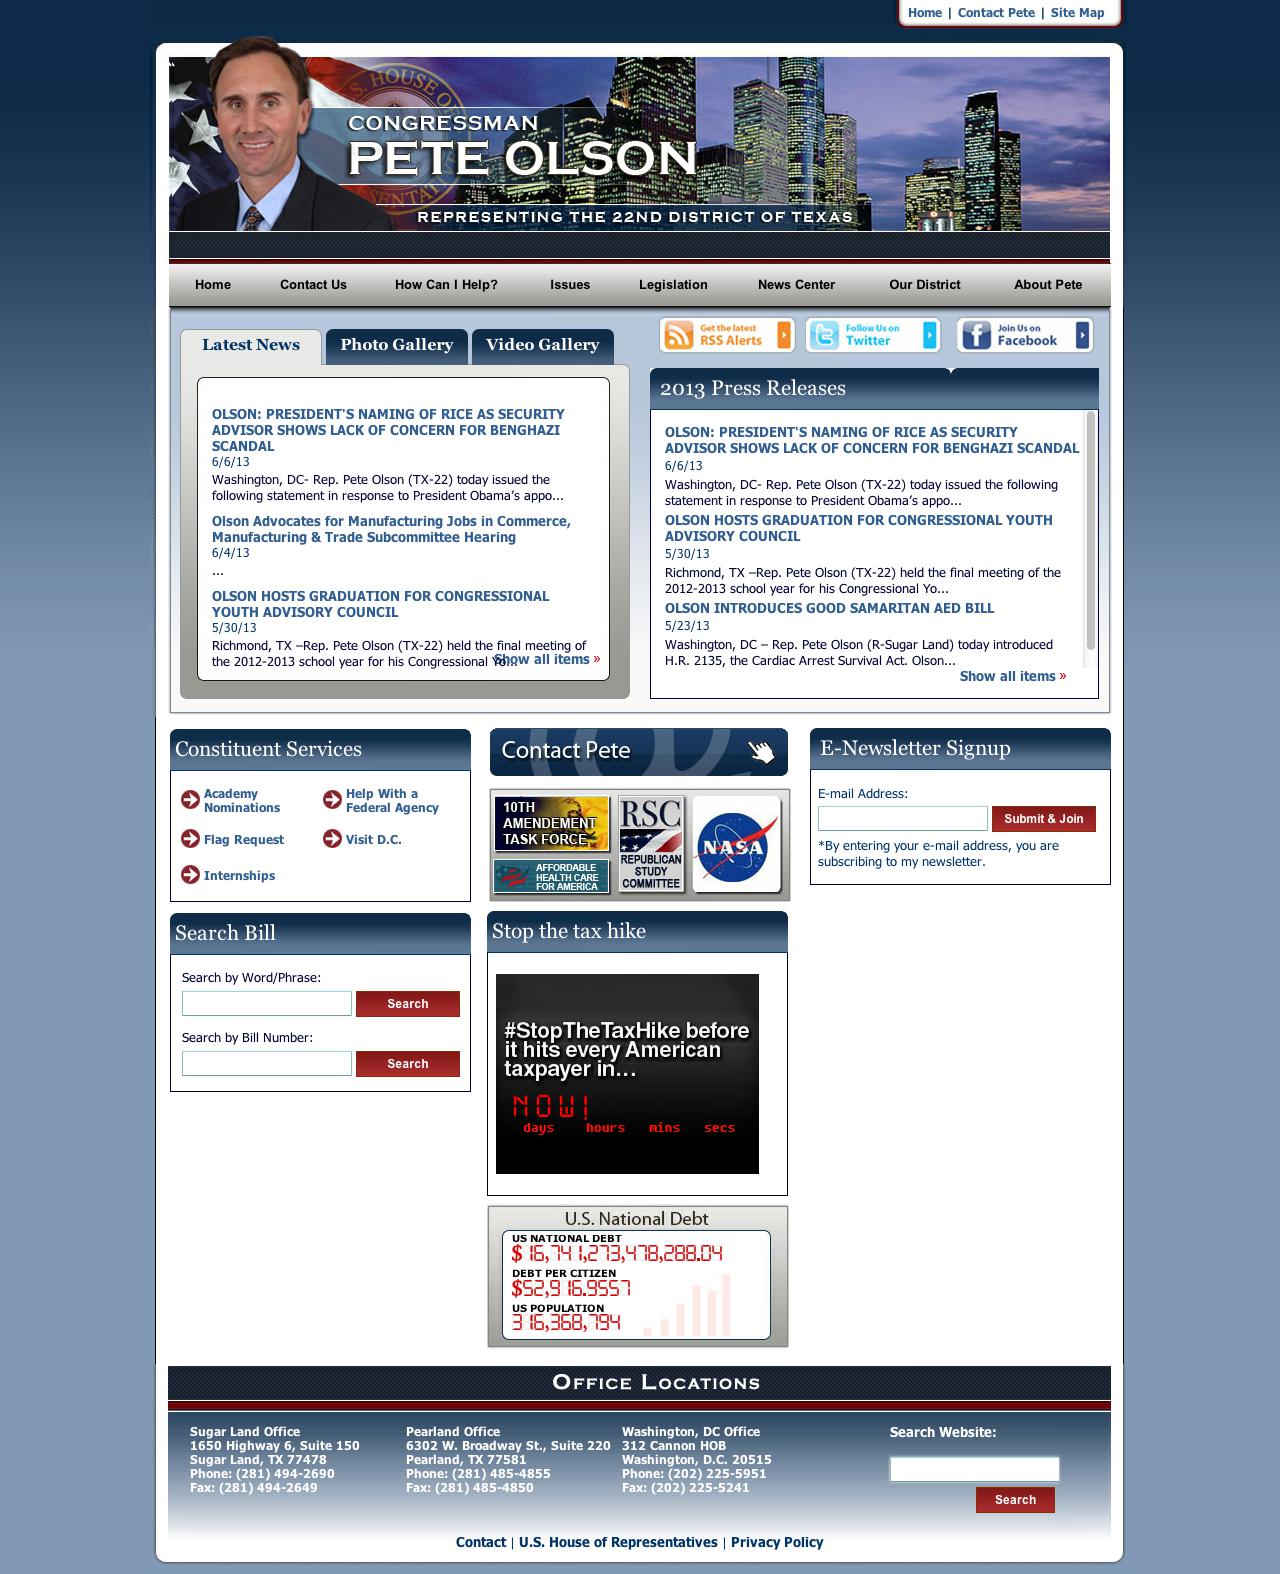 Home | Contact Pete | Site Map
CONGRESSMAN
PETE OLSON
REPRESENTING THE 22ND DISTRICT OF TEXAS
Home Contact Us How Can I Help? Issues Legislation News Center Our District About Pete
Latest News Photo Gallery Video Gallery
Get the latest
RSS Alerts
Follow Us on
Twitter
Join Us on
Facebook
OLSON: PRESIDENT'S NAMING OF RICE AS SECURITY
ADVISOR SHOWS LACK OF CONCERN FOR BENGHAZI
SCANDAL
6/6/13
Washington, DC- Rep. Pete Olson (TX-22) today issued the
following statement in response to President Obama’s appo...
Olson Advocates for Manufacturing Jobs in Commerce,
Manufacturing & Trade Subcommittee Hearing
6/4/13
...
OLSON HOSTS GRADUATION FOR CONGRESSIONAL
YOUTH ADVISORY COUNCIL
5/30/13
Richmond, TX –Rep. Pete Olson (TX-22) held the final meeting of
the 2012-2013 school year for his Congressional Yo...
Show all items »
2013 Press Releases
OLSON: PRESIDENT'S NAMING OF RICE AS SECURITY
ADVISOR SHOWS LACK OF CONCERN FOR BENGHAZI SCANDAL
6/6/13
Washington, DC- Rep. Pete Olson (TX-22) today issued the following
statement in response to President Obama’s appo...
OLSON HOSTS GRADUATION FOR CONGRESSIONAL YOUTH
ADVISORY COUNCIL
5/30/13
Richmond, TX –Rep. Pete Olson (TX-22) held the final meeting of the
2012-2013 school year for his Congressional Yo...
OLSON INTRODUCES GOOD SAMARITAN AED BILL
5/23/13
Washington, DC – Rep. Pete Olson (R-Sugar Land) today introduced
H.R. 2135, the Cardiac Arrest Survival Act. Olson...
Show all items »
Constituent Services
Academy
Nominations
Help With a
Federal Agency
Flag Request
Visit D.C.
Internships
Contact Pete
10TH
AMENDEMENT
TASK FORCE
AFFORDABLE
HEALTH CARE
FOR AMERICA
RSC
REPUBLICAN
STUDY
COMMITTEE
NASA
E-Newsletter Signup
E-mail Address:
Submit & Join
*By entering your e-mail address, you are
subscribing to my newsletter.
Search Bill
Search by Word/Phrase:
Search
Search by Bill Number:
Search
Stop the tax hike
#StopTheTaxHike before
it hits every American
taxpayer in...
NOW!
days hours mins secs
U.S. National Debt
US NATIONAL DEBT
$16,741,273,478,288.04
DEBT PER CITIZEN
$52,916.9557
US POPULATION
316,368,794
OFFICE LOCATIONS
Sugar Land Office
1650 Highway 6, Suite 150
Sugar Land, TX 77478
Phone: (281) 494-2690
Fax: (281) 494-2649
Pearland Office
6302 W. Broadway St., Suite 220
Pearland, TX 77581
Phone: (281) 485-4855
Fax: (281) 485-4850
Washington, DC Office
312 Cannon HOB
Washington, D.C. 20515
Phone: (202) 225-5951
Fax: (202) 225-5241
Search Website:
Search
Contact | U.S. House of Representatives | Privacy Policy